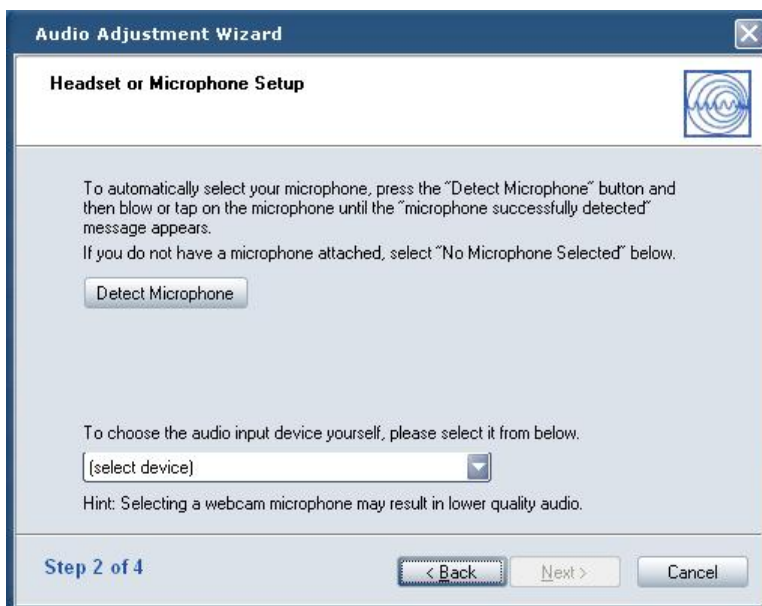 Audio Adjustment Wizard
Headset or Microphone Setup
To automatically select your microphone, press the "Detect Microphone" button and
then blow or tap on the microphone until the "microphone successfully detected"
message appears.
If you do not have a microphone attached, select "No Microphone Selected" below.
Detect Microphone
To choose the audio input device yourself, please select it from below.
(select device)
Hint: Selecting a webcam microphone may result in lower quality audio.
Step 2 of 4
< Back
Next >
Cancel